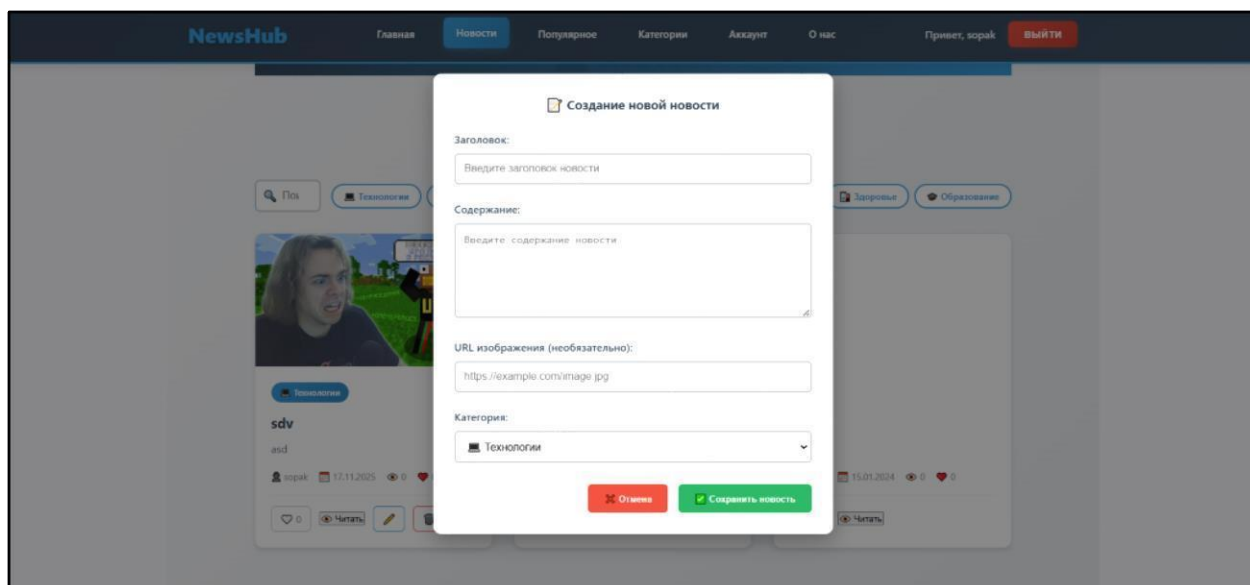 NewsHub
Главная
Новости
Популярное
Категории
Аккаунт
О нас
Привет, sopak
ВЫЙТИ
Создание новой новости
Заголовок:
Введите заголовок новости
Содержание:
Введите содержание новости
URL изображения (необязательно):
https://example.com/image.jpg
Категория:
Технологии
Отмена
Сохранить новость
Технологии
Здоровье
Образование
Технологии
sdv
asd
sopak 17.11.2025 0
0 Читать
15.01.2024 0 0
Читать